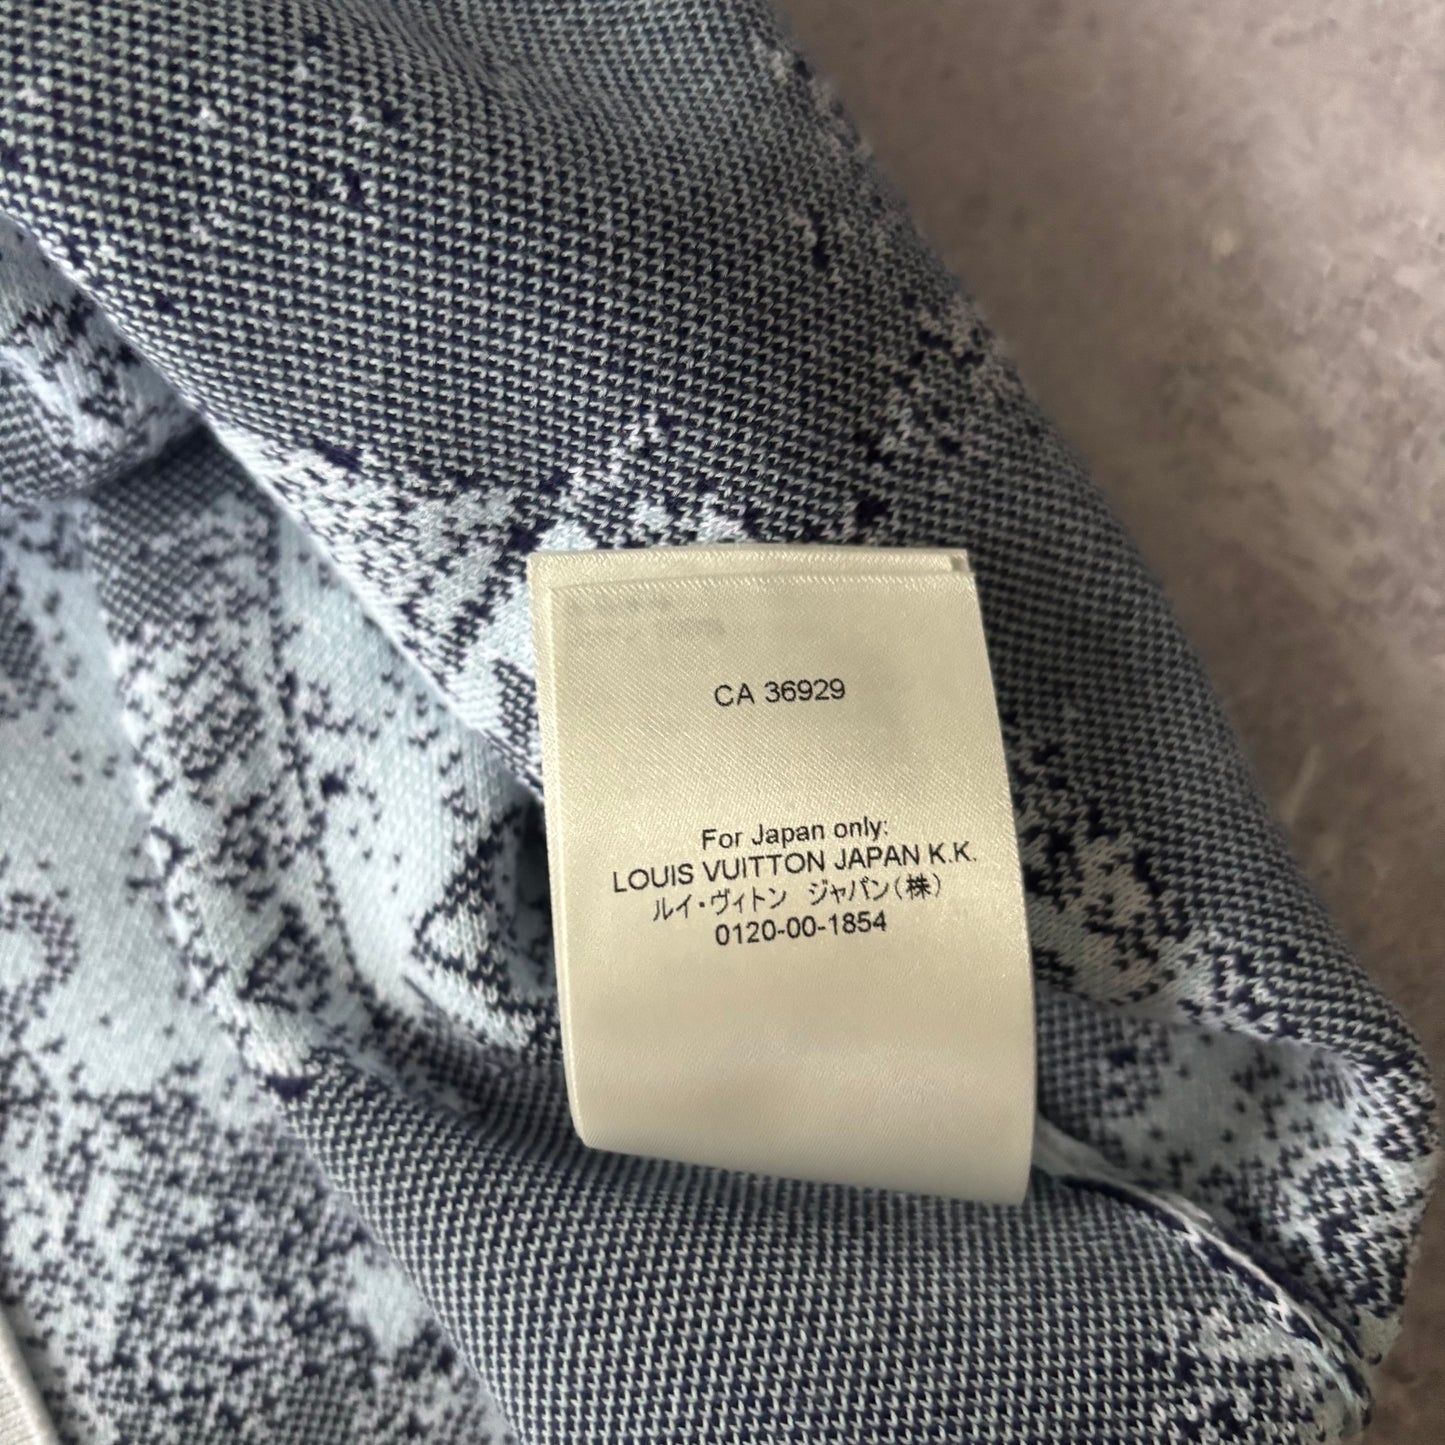 CA 36929
For Japan only:
LOUIS VUITTON JAPAN K.K.
ルイ・ヴィトン ジャパン(株)
0120-00-1854